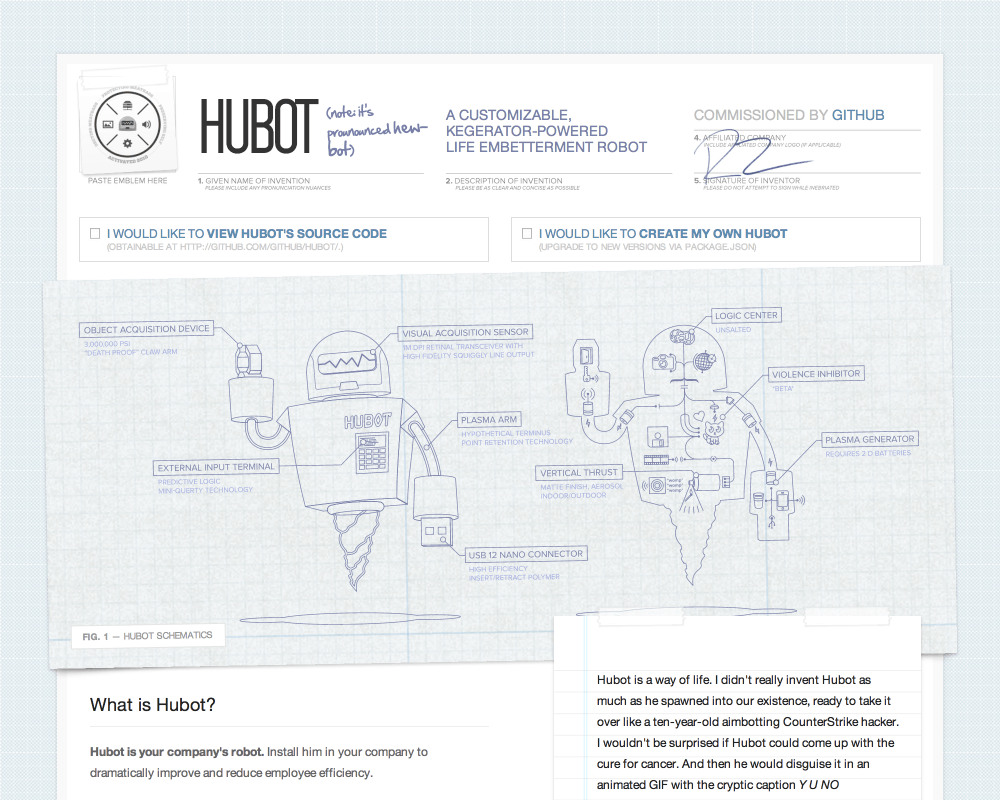 HUBOT
(note: it's
pronounced hew-
bot)
A CUSTOMIZABLE,
KEGERATOR-POWERED
LIFE EMBETTERMENT ROBOT
COMMISSIONED BY GITHUB
4. AFFILIATED COMPANY
INCLUDE AFFILIATED COMPANY LOGO (IF APPLICABLE)
PASTE EMBLEM HERE
1. GIVEN NAME OF INVENTION
PLEASE INCLUDE ANY PRONUNCIATION NUANCES
2. DESCRIPTION OF INVENTION
PLEASE BE AS CLEAR AND CONCISE AS POSSIBLE
5. SIGNATURE OF INVENTOR
PLEASE DO NOT ATTEMPT TO SIGN WHILE INEBRIATED
I WOULD LIKE TO VIEW HUBOT'S SOURCE CODE
(OBTAINABLE AT HTTP://GITHUB.COM/GITHUB/HUBOT/.)
I WOULD LIKE TO CREATE MY OWN HUBOT
(UPGRADE TO NEW VERSIONS VIA PACKAGE.JSON)
OBJECT ACQUISITION DEVICE
3,000,000 PSI
"DEATH PROOF" CLAW ARM
VISUAL ACQUISITION SENSOR
1M DPI RETINAL TRANSCEIVER WITH
HIGH FIDELITY SQUIGGLY LINE OUTPUT
HUBOT
PLASMA ARM
HYPOTHETICAL TERMINUS
POINT RETENTION TECHNOLOGY
EXTERNAL INPUT TERMINAL
PREDICTIVE LOGIC
MINI-QUERTY TECHNOLOGY
USB 12 NANO CONNECTOR
HIGH EFFICIENCY
INSERT/RETRACT POLYMER
LOGIC CENTER
UNSALTED
VIOLENCE INHIBITOR
"BETA"
PLASMA GENERATOR
REQUIRES 2 D BATTERIES
VERTICAL THRUST
MATTE FINISH, AEROSOL
INDOOR/OUTDOOR
"womp"
"womp"
"womp"
FIG. 1 — HUBOT SCHEMATICS
What is Hubot?
Hubot is your company's robot. Install him in your company to
dramatically improve and reduce employee efficiency.
Hubot is a way of life. I didn't really invent Hubot as
much as he spawned into our existence, ready to take it
over like a ten-year-old aimbotting CounterStrike hacker.
I wouldn't be surprised if Hubot could come up with the
cure for cancer. And then he would disguise it in an
animated GIF with the cryptic caption Y U NO